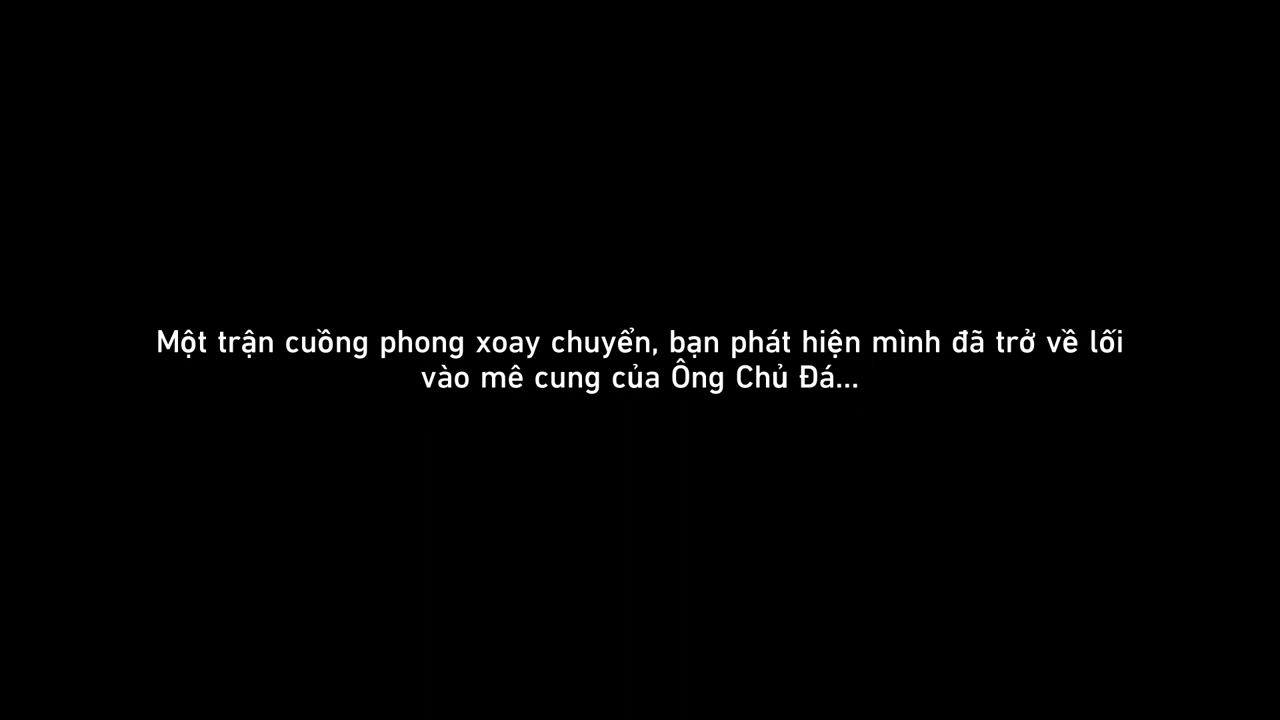 Một trận cuồng phong xoay chuyển, bạn phát hiện mình đã trở về lối
vào mê cung của Ông Chủ Đá...